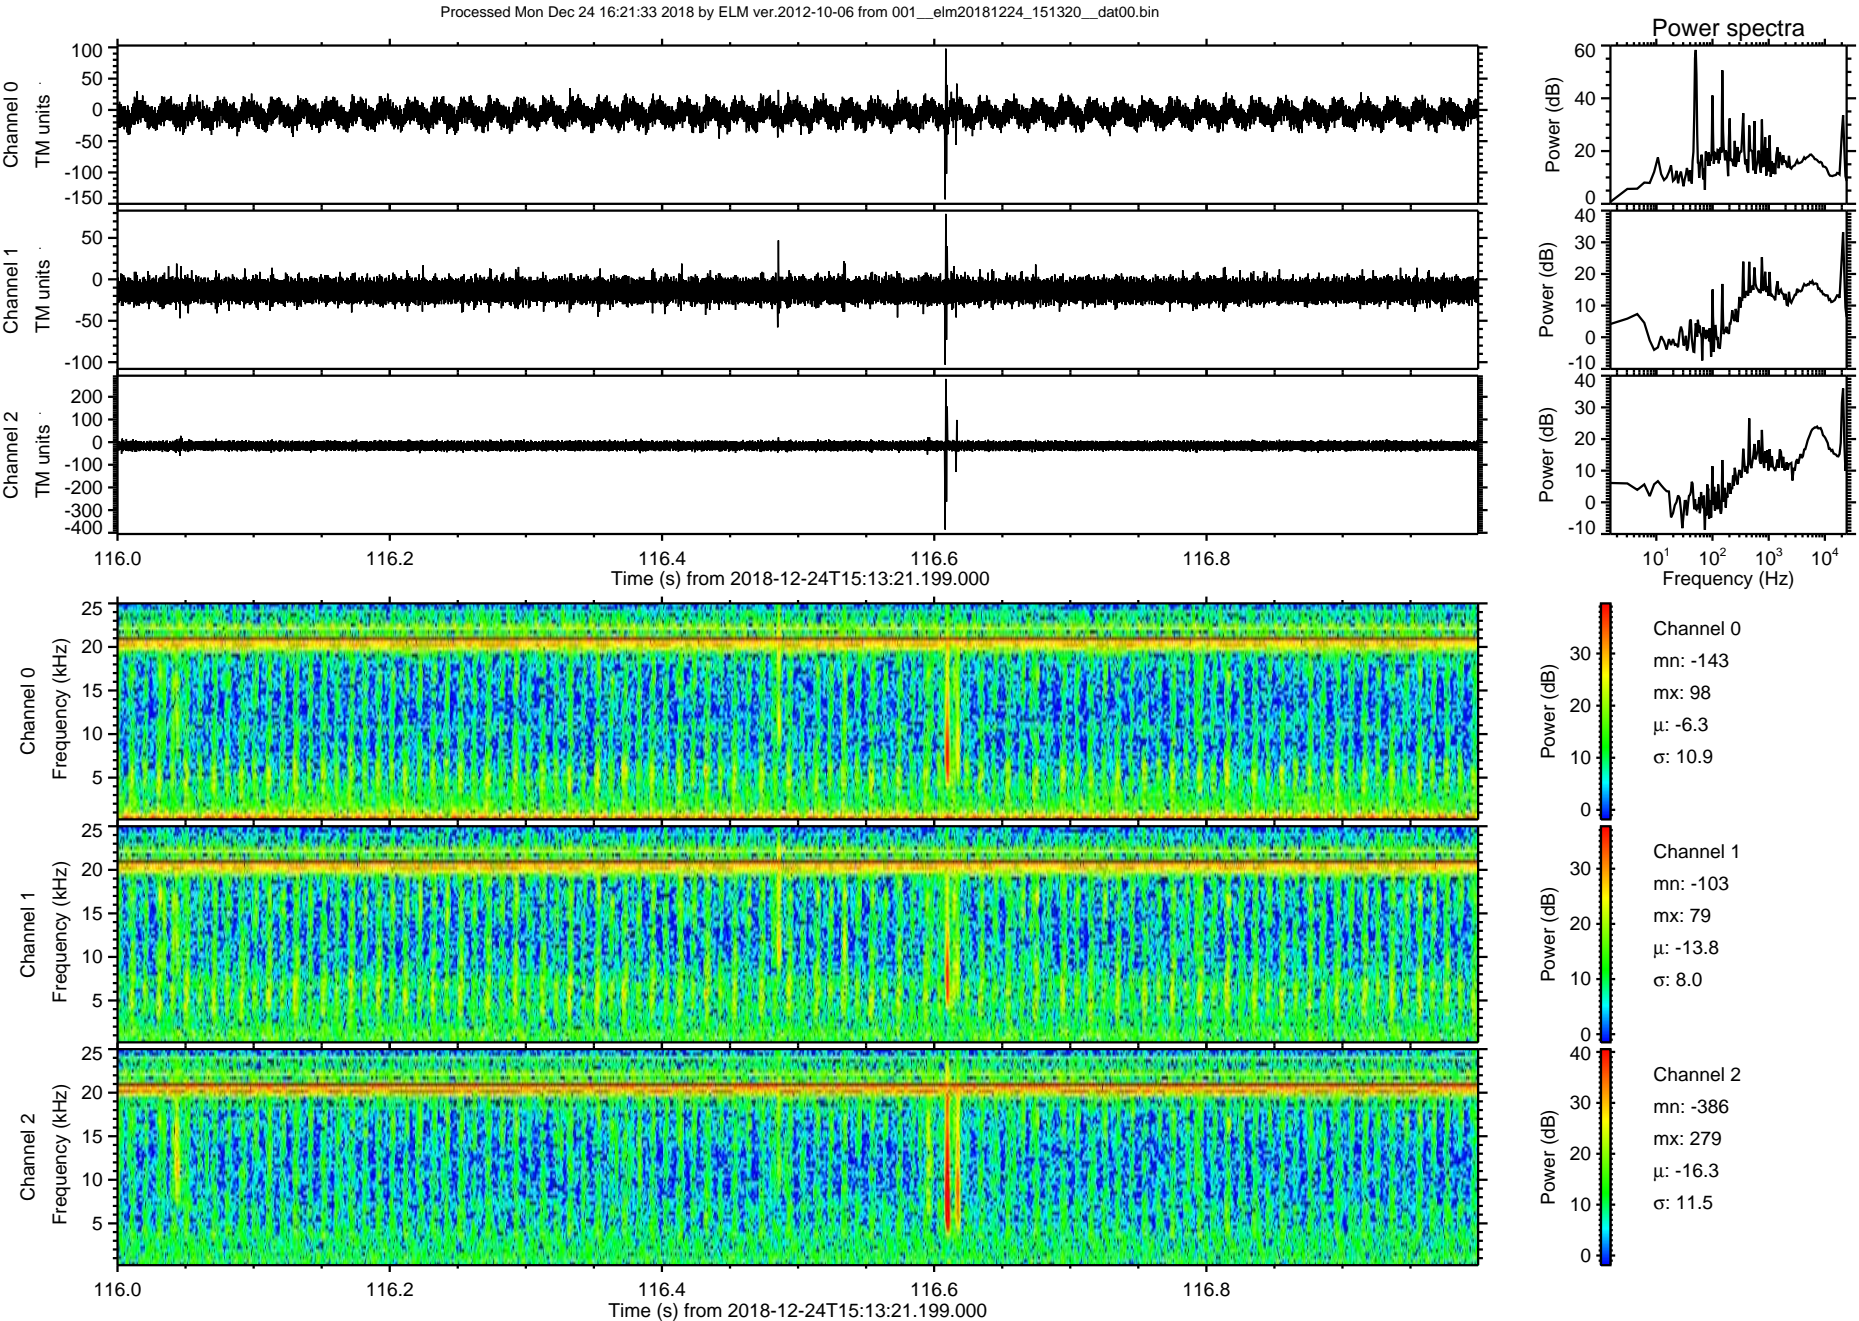 Processed Mon Dec 24 16:21:33 2018 by ELM ver.2012-10-06 from 001__elm20181224_151320__dat00.bin
Power spectra
Channel 0
TM units
100
50
0
-50
-100
-150
Power (dB)
60
40
20
0
Channel 1
TM units
50
0
-50
-100
Power (dB)
40
30
20
10
0
-10
Channel 2
TM units
200
100
0
-100
-200
-300
-400
Power (dB)
40
30
20
10
0
-10
116.0 116.2 116.4 116.6 116.8
Time (s) from 2018-12-24T15:13:21.199.000
10¹ 10² 10³ 10⁴
Frequency (Hz)
Channel 0
Frequency (kHz)
25
20
15
10
5
Power (dB)
30
20
10
0
Channel 0
mn: -143
mx: 98
μ: -6.3
σ: 10.9
Channel 1
Frequency (kHz)
25
20
15
10
5
Power (dB)
30
20
10
0
Channel 1
mn: -103
mx: 79
μ: -13.8
σ: 8.0
Channel 2
Frequency (kHz)
25
20
15
10
5
Power (dB)
40
30
20
10
0
Channel 2
mn: -386
mx: 279
μ: -16.3
σ: 11.5
116.0 116.2 116.4 116.6 116.8
Time (s) from 2018-12-24T15:13:21.199.000